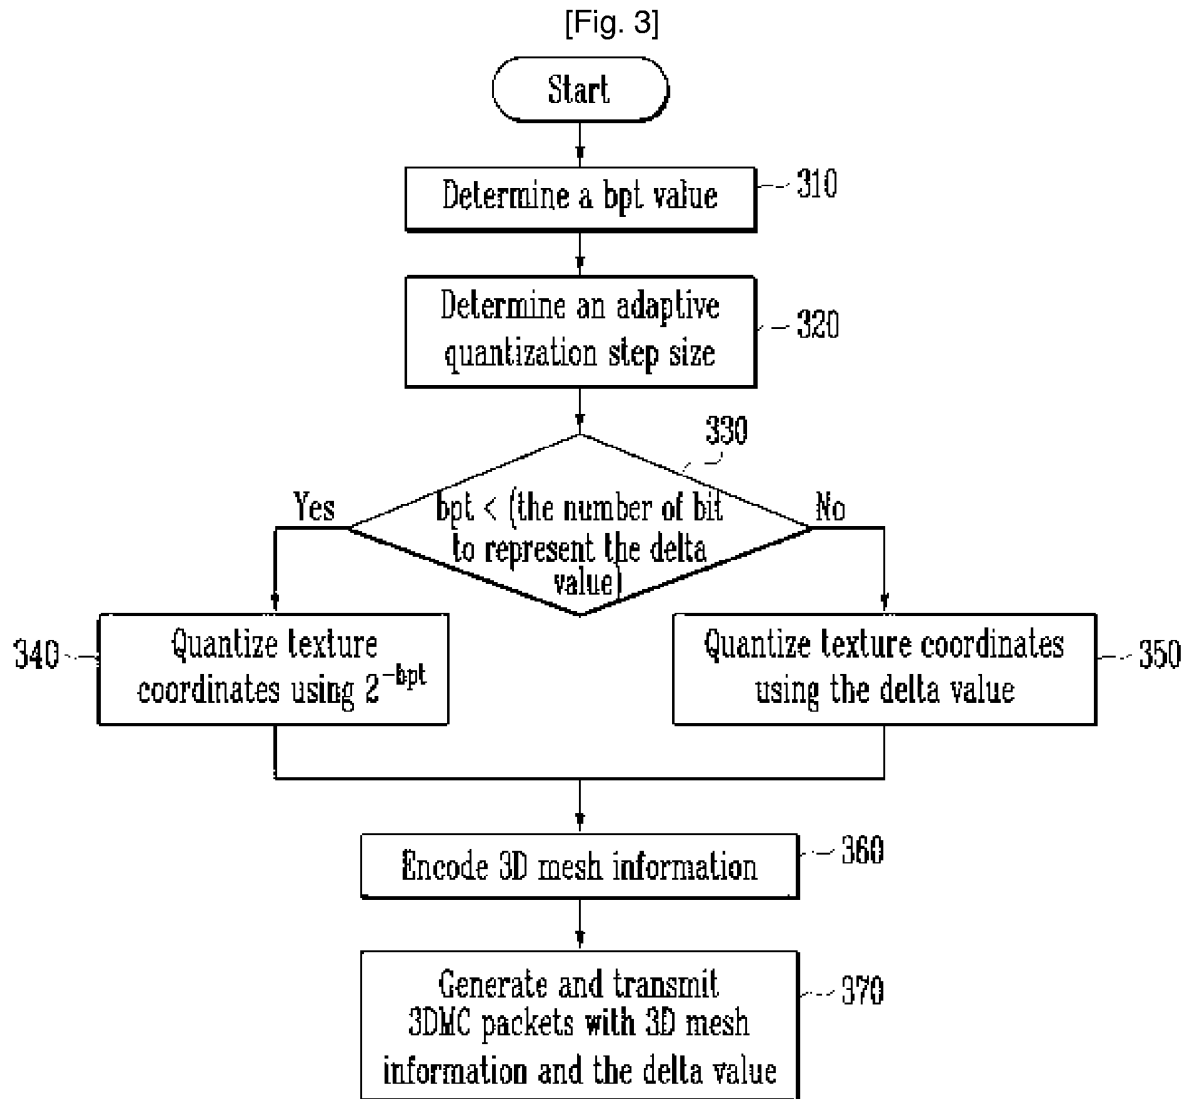 [Fig. 3]
Start
Determine a bpt value
310
Determine an adaptive
quantization step size
320
330
bpt < (the number of bit
to represent the delta
value)
Yes
No
340
Quantize texture
coordinates using 2^-bpt
Quantize texture coordinates
using the delta value
350
Encode 3D mesh information
360
Generate and transmit
3DMC packets with 3D mesh
information and the delta value
370